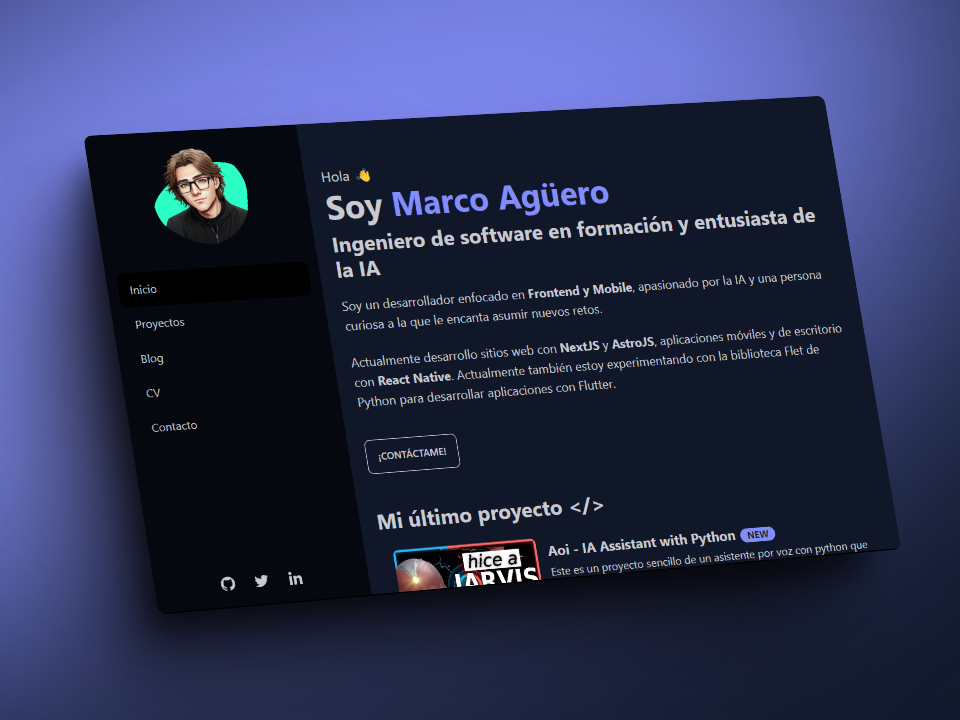 Inicio
Proyectos
Blog
CV
Contacto
Hola 👋
Soy Marco Agüero
Ingeniero de software en formación y entusiasta de
la IA
Soy un desarrollador enfocado en Frontend y Mobile, apasionado por la IA y una persona
curiosa a la que le encanta asumir nuevos retos.
Actualmente desarrollo sitios web con NextJS y AstroJS, aplicaciones móviles y de escritorio
con React Native. Actualmente también estoy experimentando con la biblioteca Flet de
Python para desarrollar aplicaciones con Flutter.
¡CONTÁCTAME!
Mi último proyecto </>
hice a
JARVIS
Aoi - IA Assistant with Python NEW
Este es un proyecto sencillo de un asistente por voz con python que